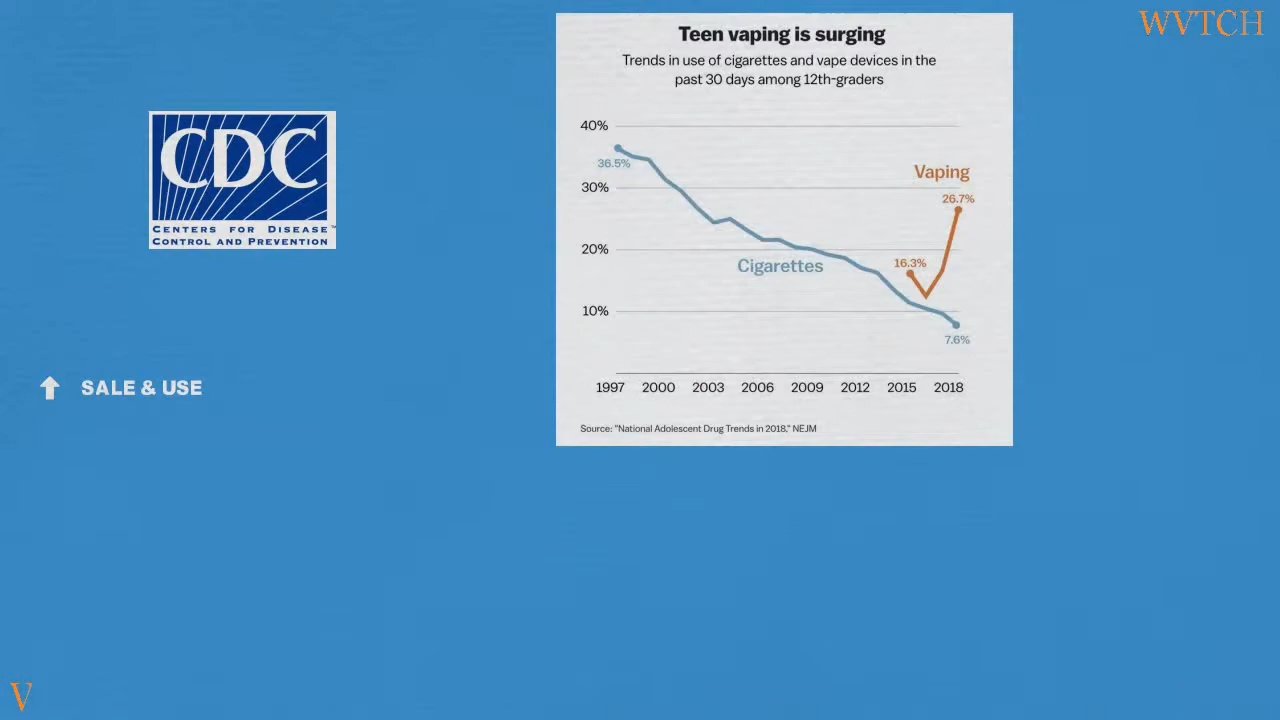 WVTCH
Teen vaping is surging
Trends in use of cigarettes and vape devices in the
past 30 days among 12th-graders
CDC
CENTERS FOR DISEASE™
CONTROL AND PREVENTION
40%
36.5%
30%
Vaping
26.7%
20%
Cigarettes
16.3%
10%
7.6%
1997 2000 2003 2006 2009 2012 2015 2018
Source: "National Adolescent Drug Trends in 2018," NEJM
SALE & USE
V